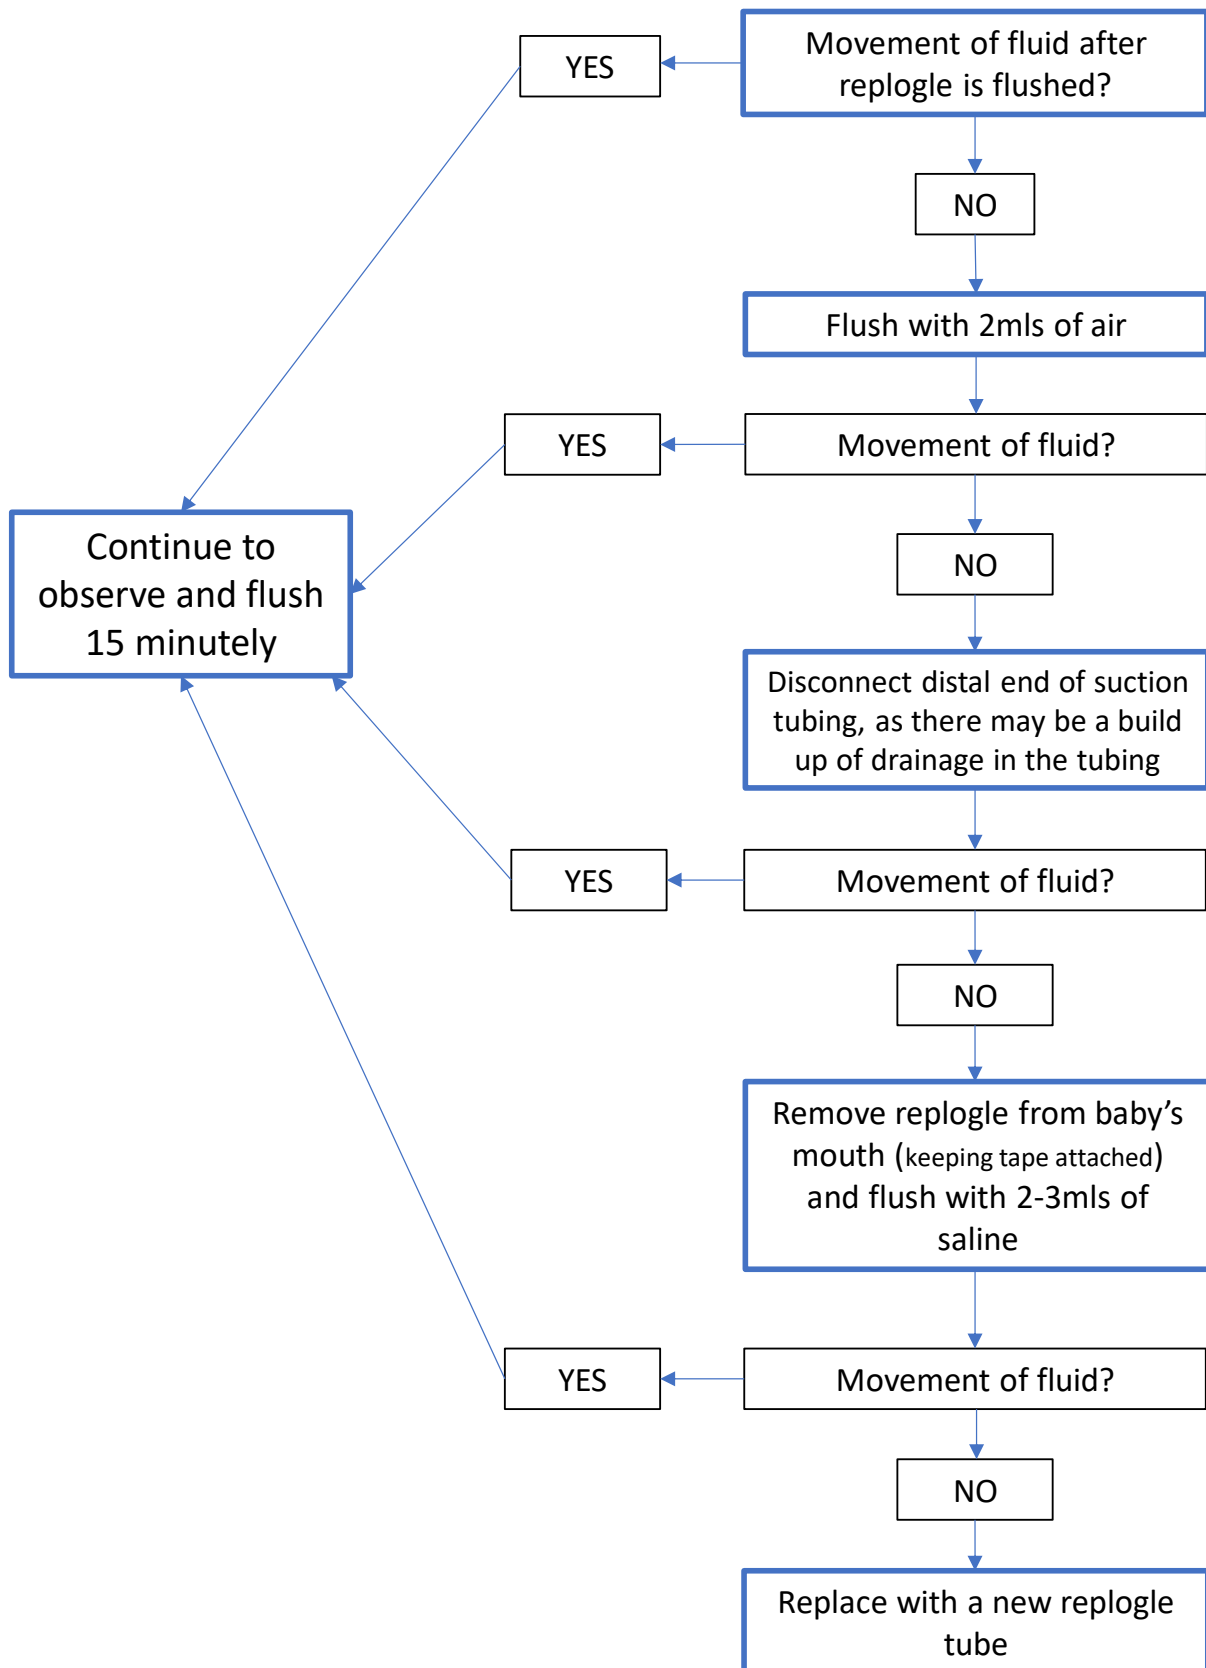 Movement of fluid after
replogle is flushed?
YES
NO
Flush with 2mls of air
Movement of fluid?
YES
NO
Continue to
observe and flush
15 minutely
Disconnect distal end of suction
tubing, as there may be a build
up of drainage in the tubing
Movement of fluid?
YES
NO
Remove replogle from baby’s
mouth (keeping tape attached)
and flush with 2-3mls of
saline
Movement of fluid?
YES
NO
Replace with a new replogle
tube